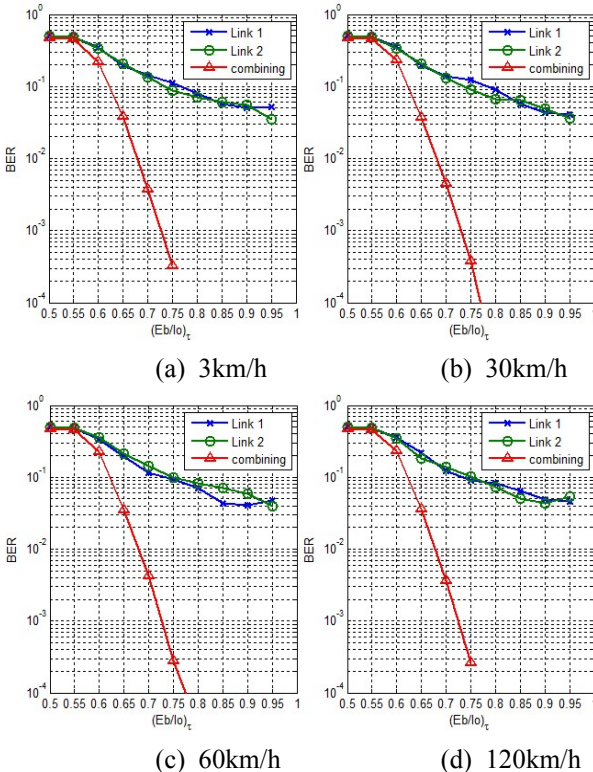 10^0
10^-1
10^-2
10^-3
10^-4
BER
Link 1
Link 2
combining
0.5 0.55 0.6 0.65 0.7 0.75 0.8 0.85 0.9 0.95 1
(Eb/Io)τ
(a) 3km/h
10^0
10^-1
10^-2
10^-3
10^-4
BER
Link 1
Link 2
combining
0.5 0.55 0.6 0.65 0.7 0.75 0.8 0.85 0.9 0.95 1
(Eb/Io)τ
(b) 30km/h
10^0
10^-1
10^-2
10^-3
10^-4
BER
Link 1
Link 2
combining
0.5 0.55 0.6 0.65 0.7 0.75 0.8 0.85 0.9 0.95 1
(Eb/Io)τ
(c) 60km/h
10^0
10^-1
10^-2
10^-3
10^-4
BER
Link 1
Link 2
combining
0.5 0.55 0.6 0.65 0.7 0.75 0.8 0.85 0.9 0.95 1
(Eb/Io)τ
(d) 120km/h